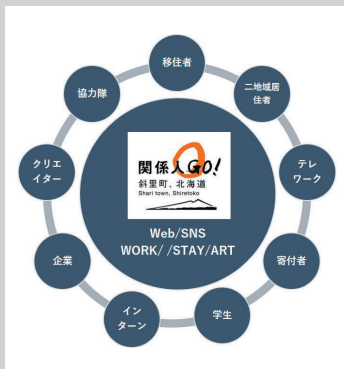 移住者
二地域居
住者
テレ
ワーク
寄付者
学生
イン
ターン
企業
クリエ
イター
協力隊
関係人GO!
斜里町、北海道
Shari town, Shiretoko
Web/SNS
WORK/ /STAY/ART